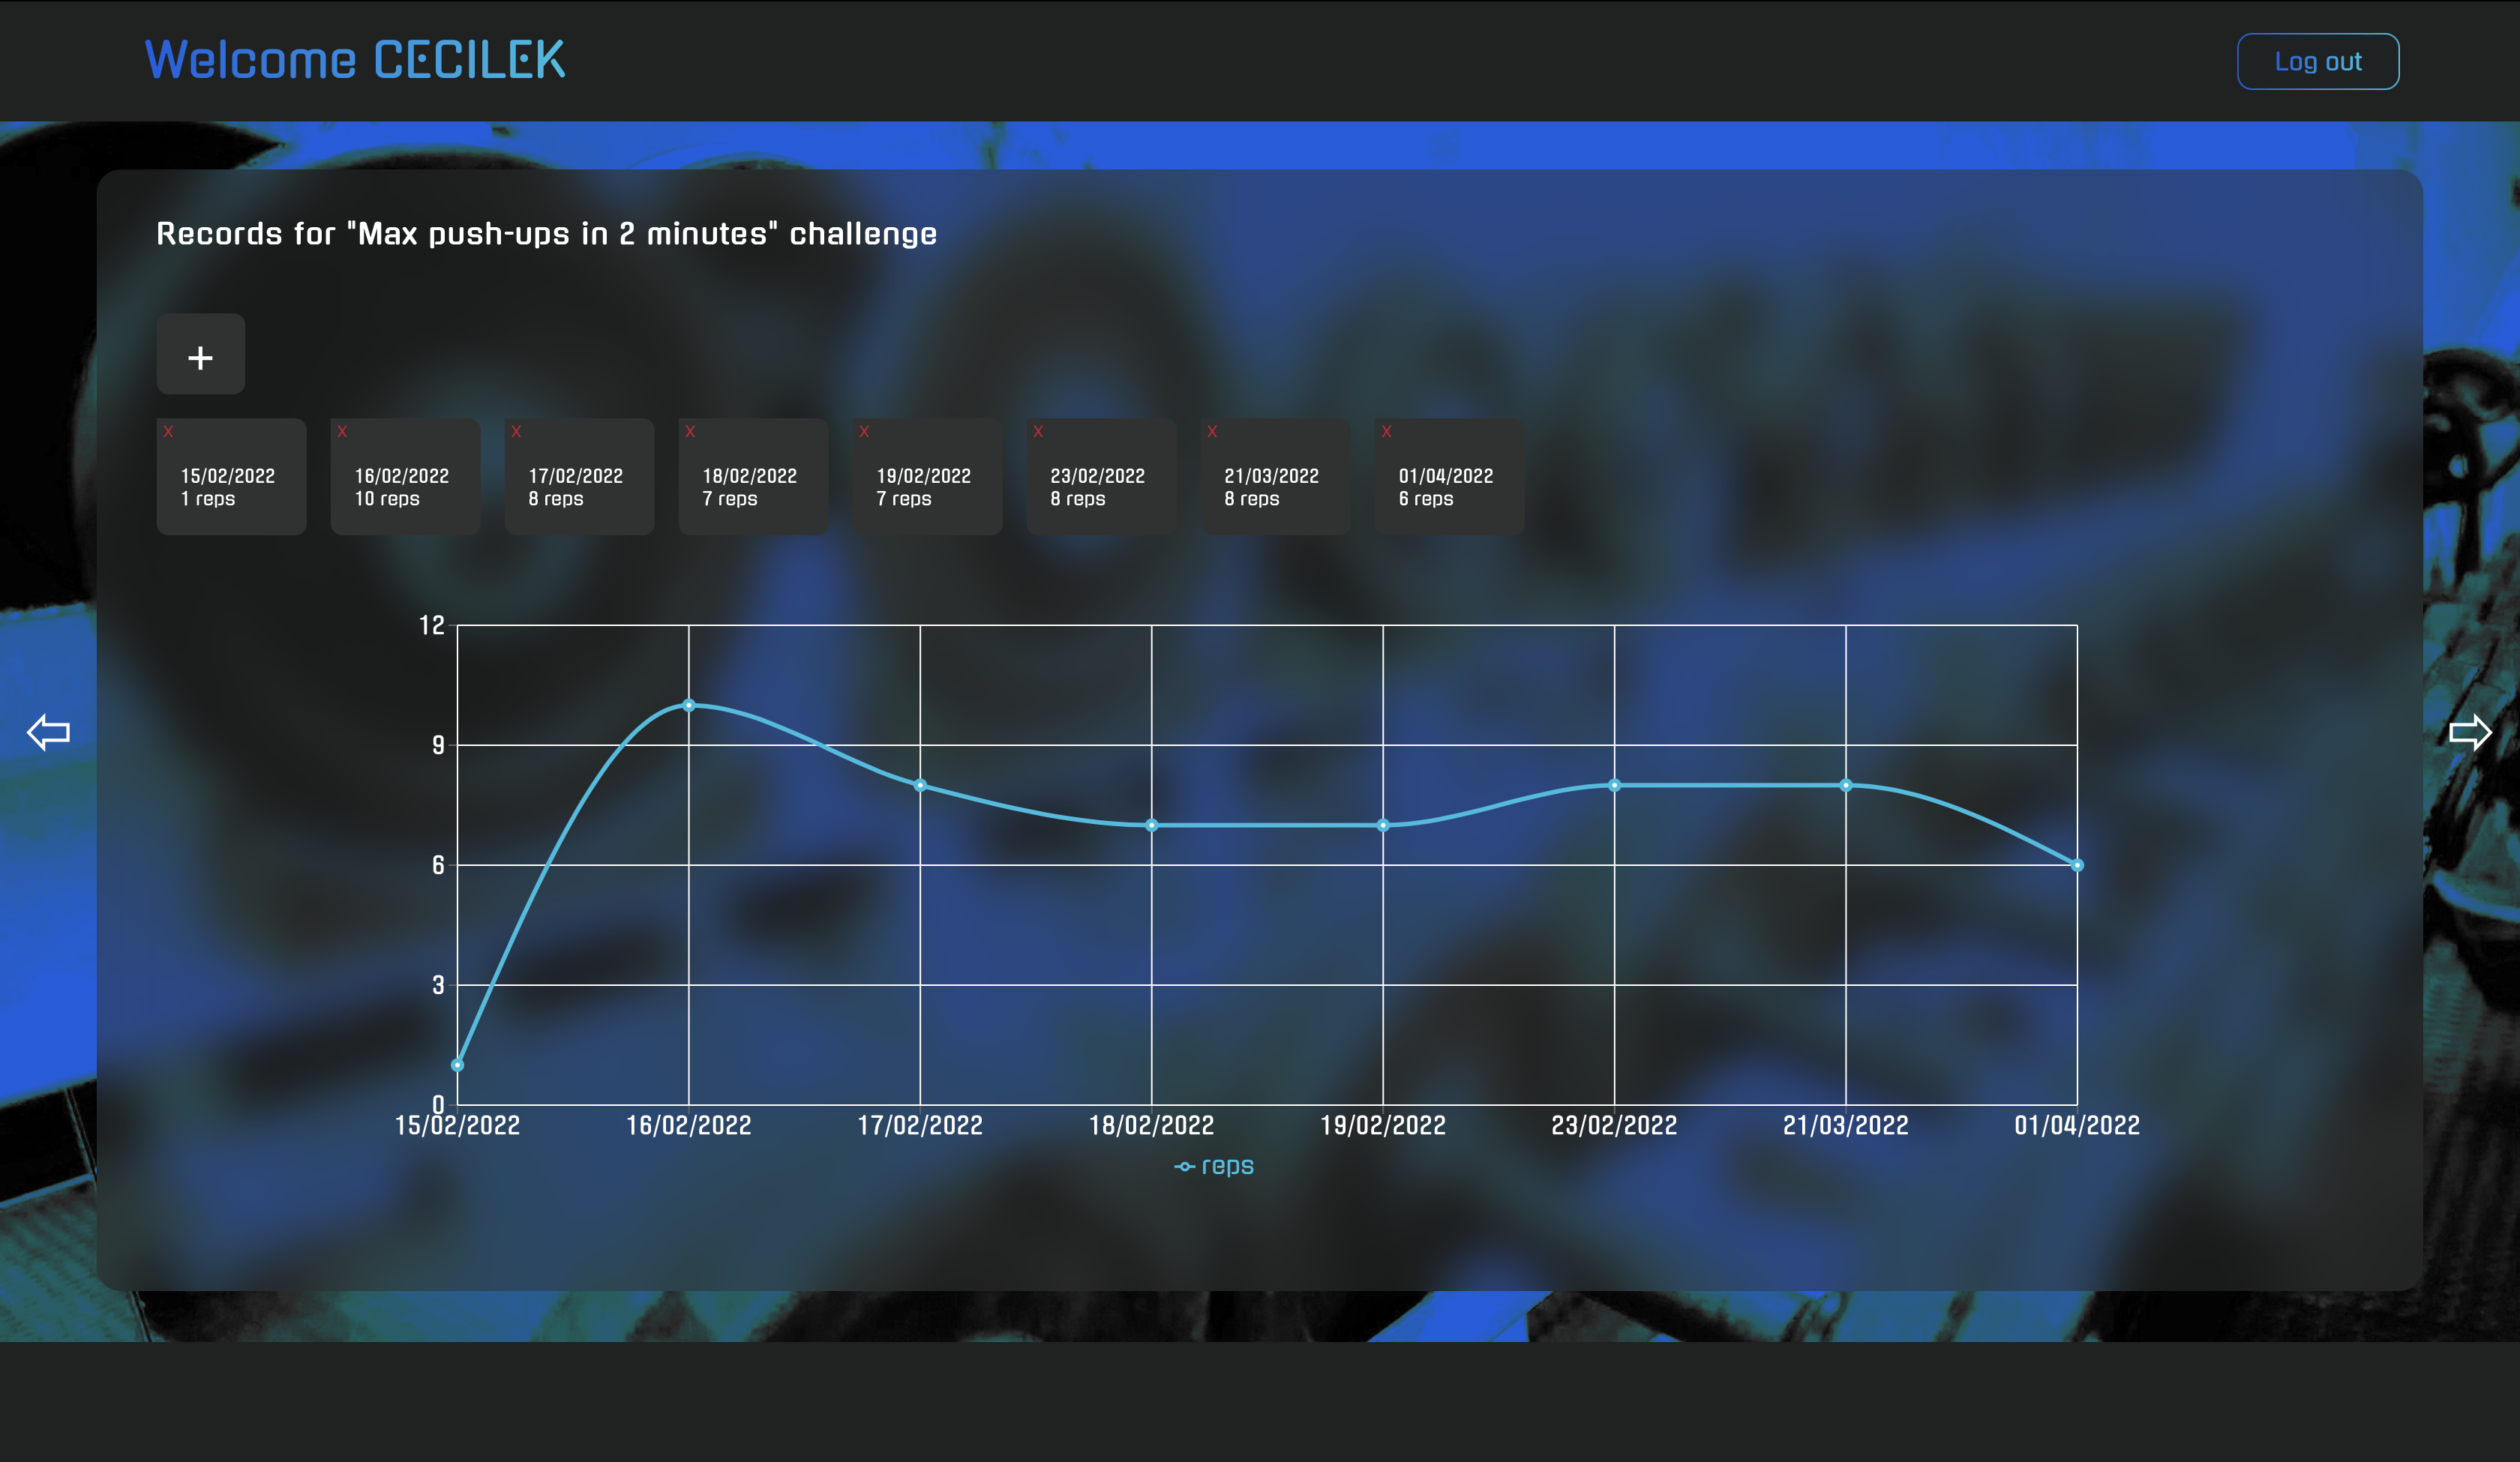 Welcome CECILEK
Log out
Records for "Max push-ups in 2 minutes" challenge
+
X
15/02/2022
1 reps
X
16/02/2022
10 reps
X
17/02/2022
8 reps
X
18/02/2022
7 reps
X
19/02/2022
7 reps
X
23/02/2022
8 reps
X
21/03/2022
8 reps
X
01/04/2022
6 reps
12
9
6
3
0
15/02/2022 16/02/2022 17/02/2022 18/02/2022 19/02/2022 23/02/2022 21/03/2022 01/04/2022
reps